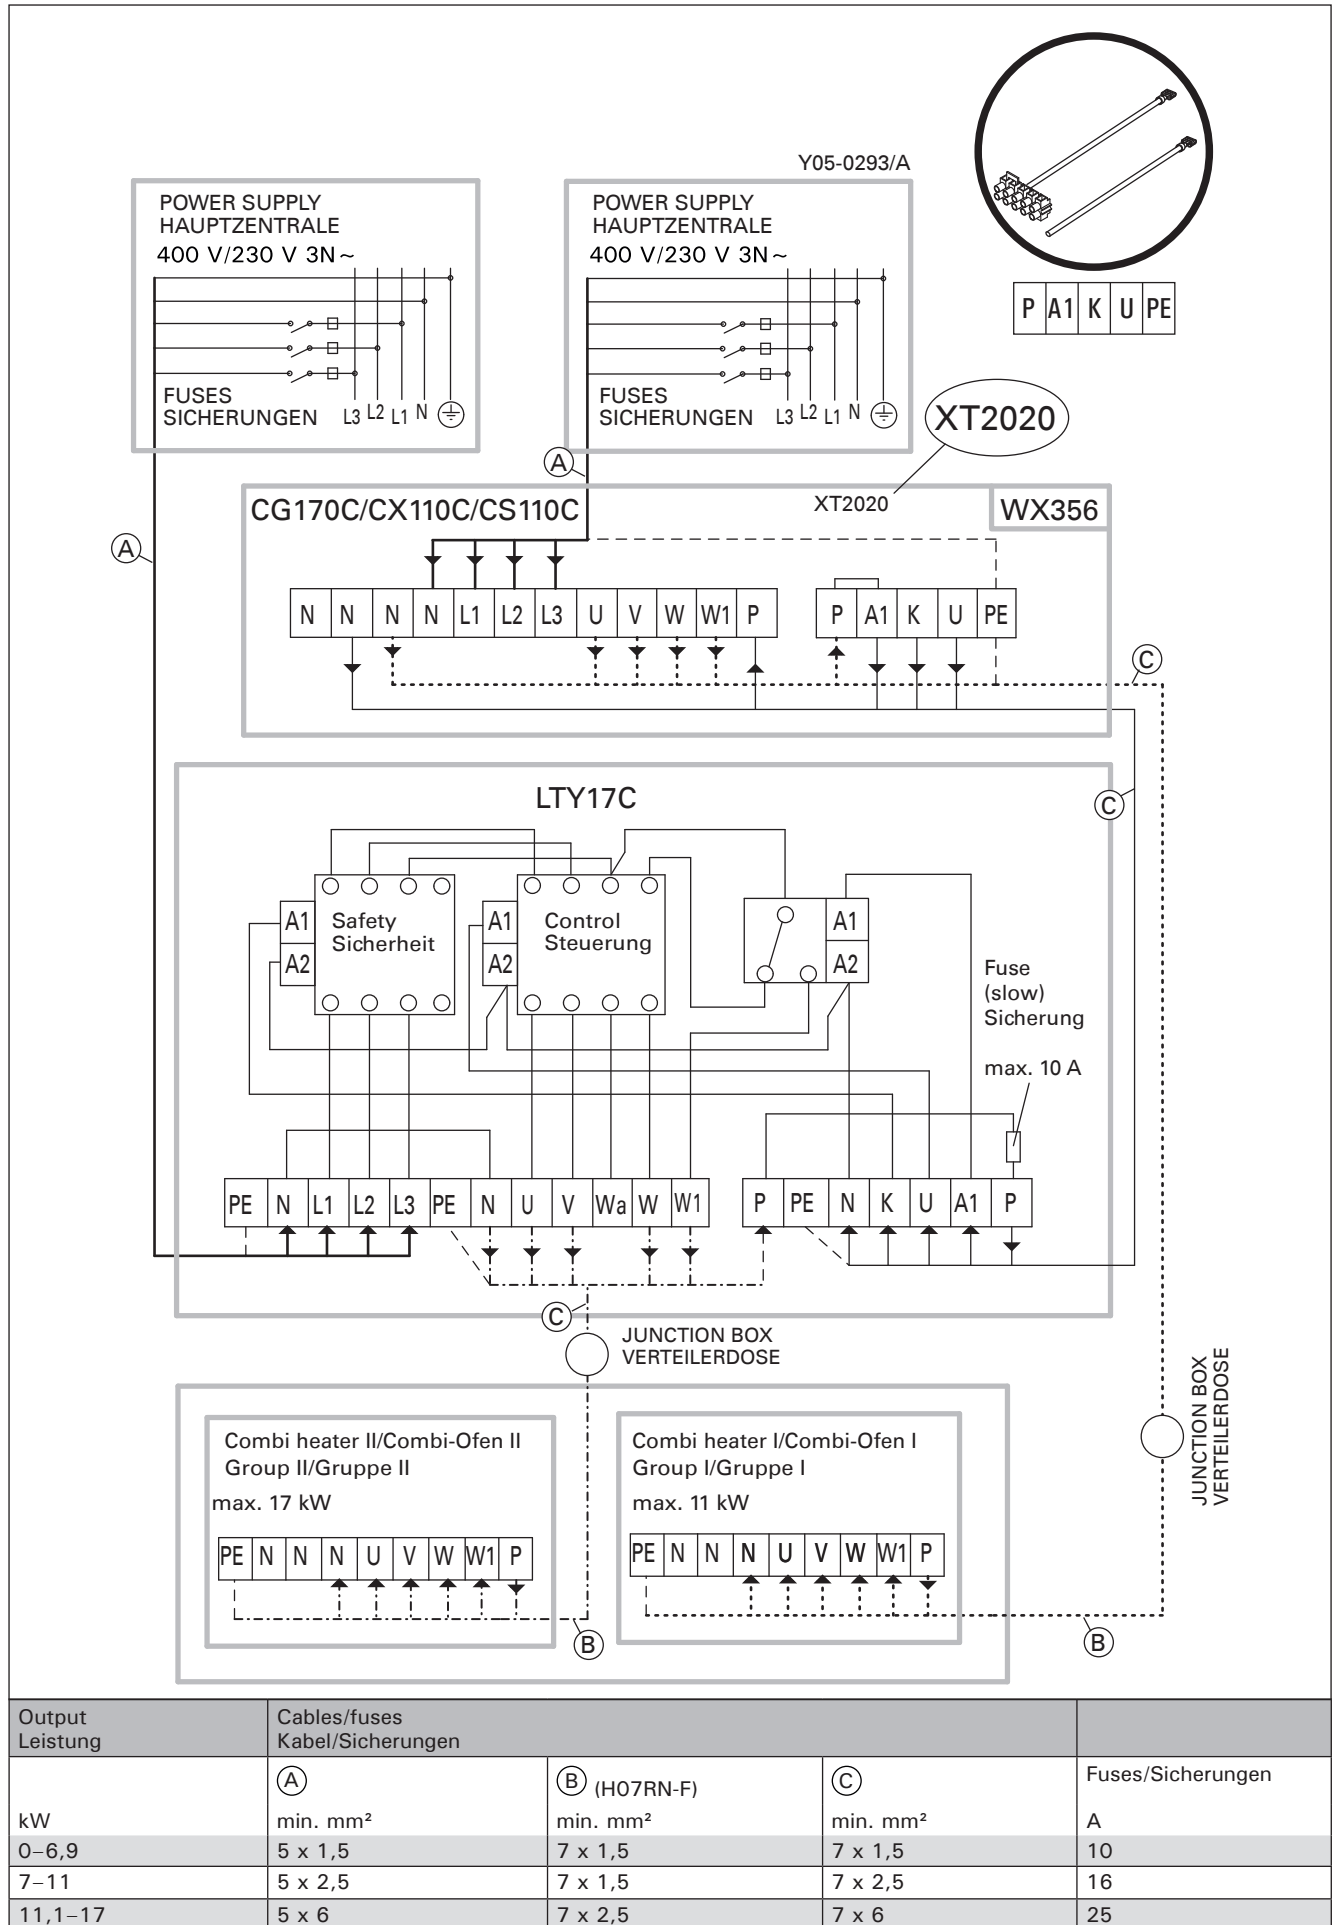 Y05-0293/A
POWER SUPPLY
HAUPTZENTRALE
400 V/230 V 3N~
FUSES
SICHERUNGEN
L3 L2 L1 N
POWER SUPPLY
HAUPTZENTRALE
400 V/230 V 3N~
FUSES
SICHERUNGEN
L3 L2 L1 N
P A1 K U PE
XT2020
A
A
CG170C/CX110C/CS110C
XT2020
WX356
N N N N L1 L2 L3 U V W W1 P
P A1 K U PE
C
LTY17C
C
A1
A2
Safety
Sicherheit
A1
A2
Control
Steuerung
A1
A2
Fuse
(slow)
Sicherung
max. 10 A
PE N L1 L2 L3 PE N U V Wa W W1
P PE N K U A1 P
C
JUNCTION BOX
VERTEILERDOSE
JUNCTION BOX
VERTEILERDOSE
Combi heater II/Combi-Ofen II
Group II/Gruppe II
max. 17 kW
PE N N N U V W W1 P
B
Combi heater I/Combi-Ofen I
Group I/Gruppe I
max. 11 kW
PE N N N U V W W1 P
B
Output
Leistung
Cables/fuses
Kabel/Sicherungen
A
B (H07RN-F)
C
Fuses/Sicherungen
kW min. mm² min. mm² min. mm² A
0–6,9 5 x 1,5 7 x 1,5 7 x 1,5 10
7–11 5 x 2,5 7 x 1,5 7 x 2,5 16
11,1–17 5 x 6 7 x 2,5 7 x 6 25